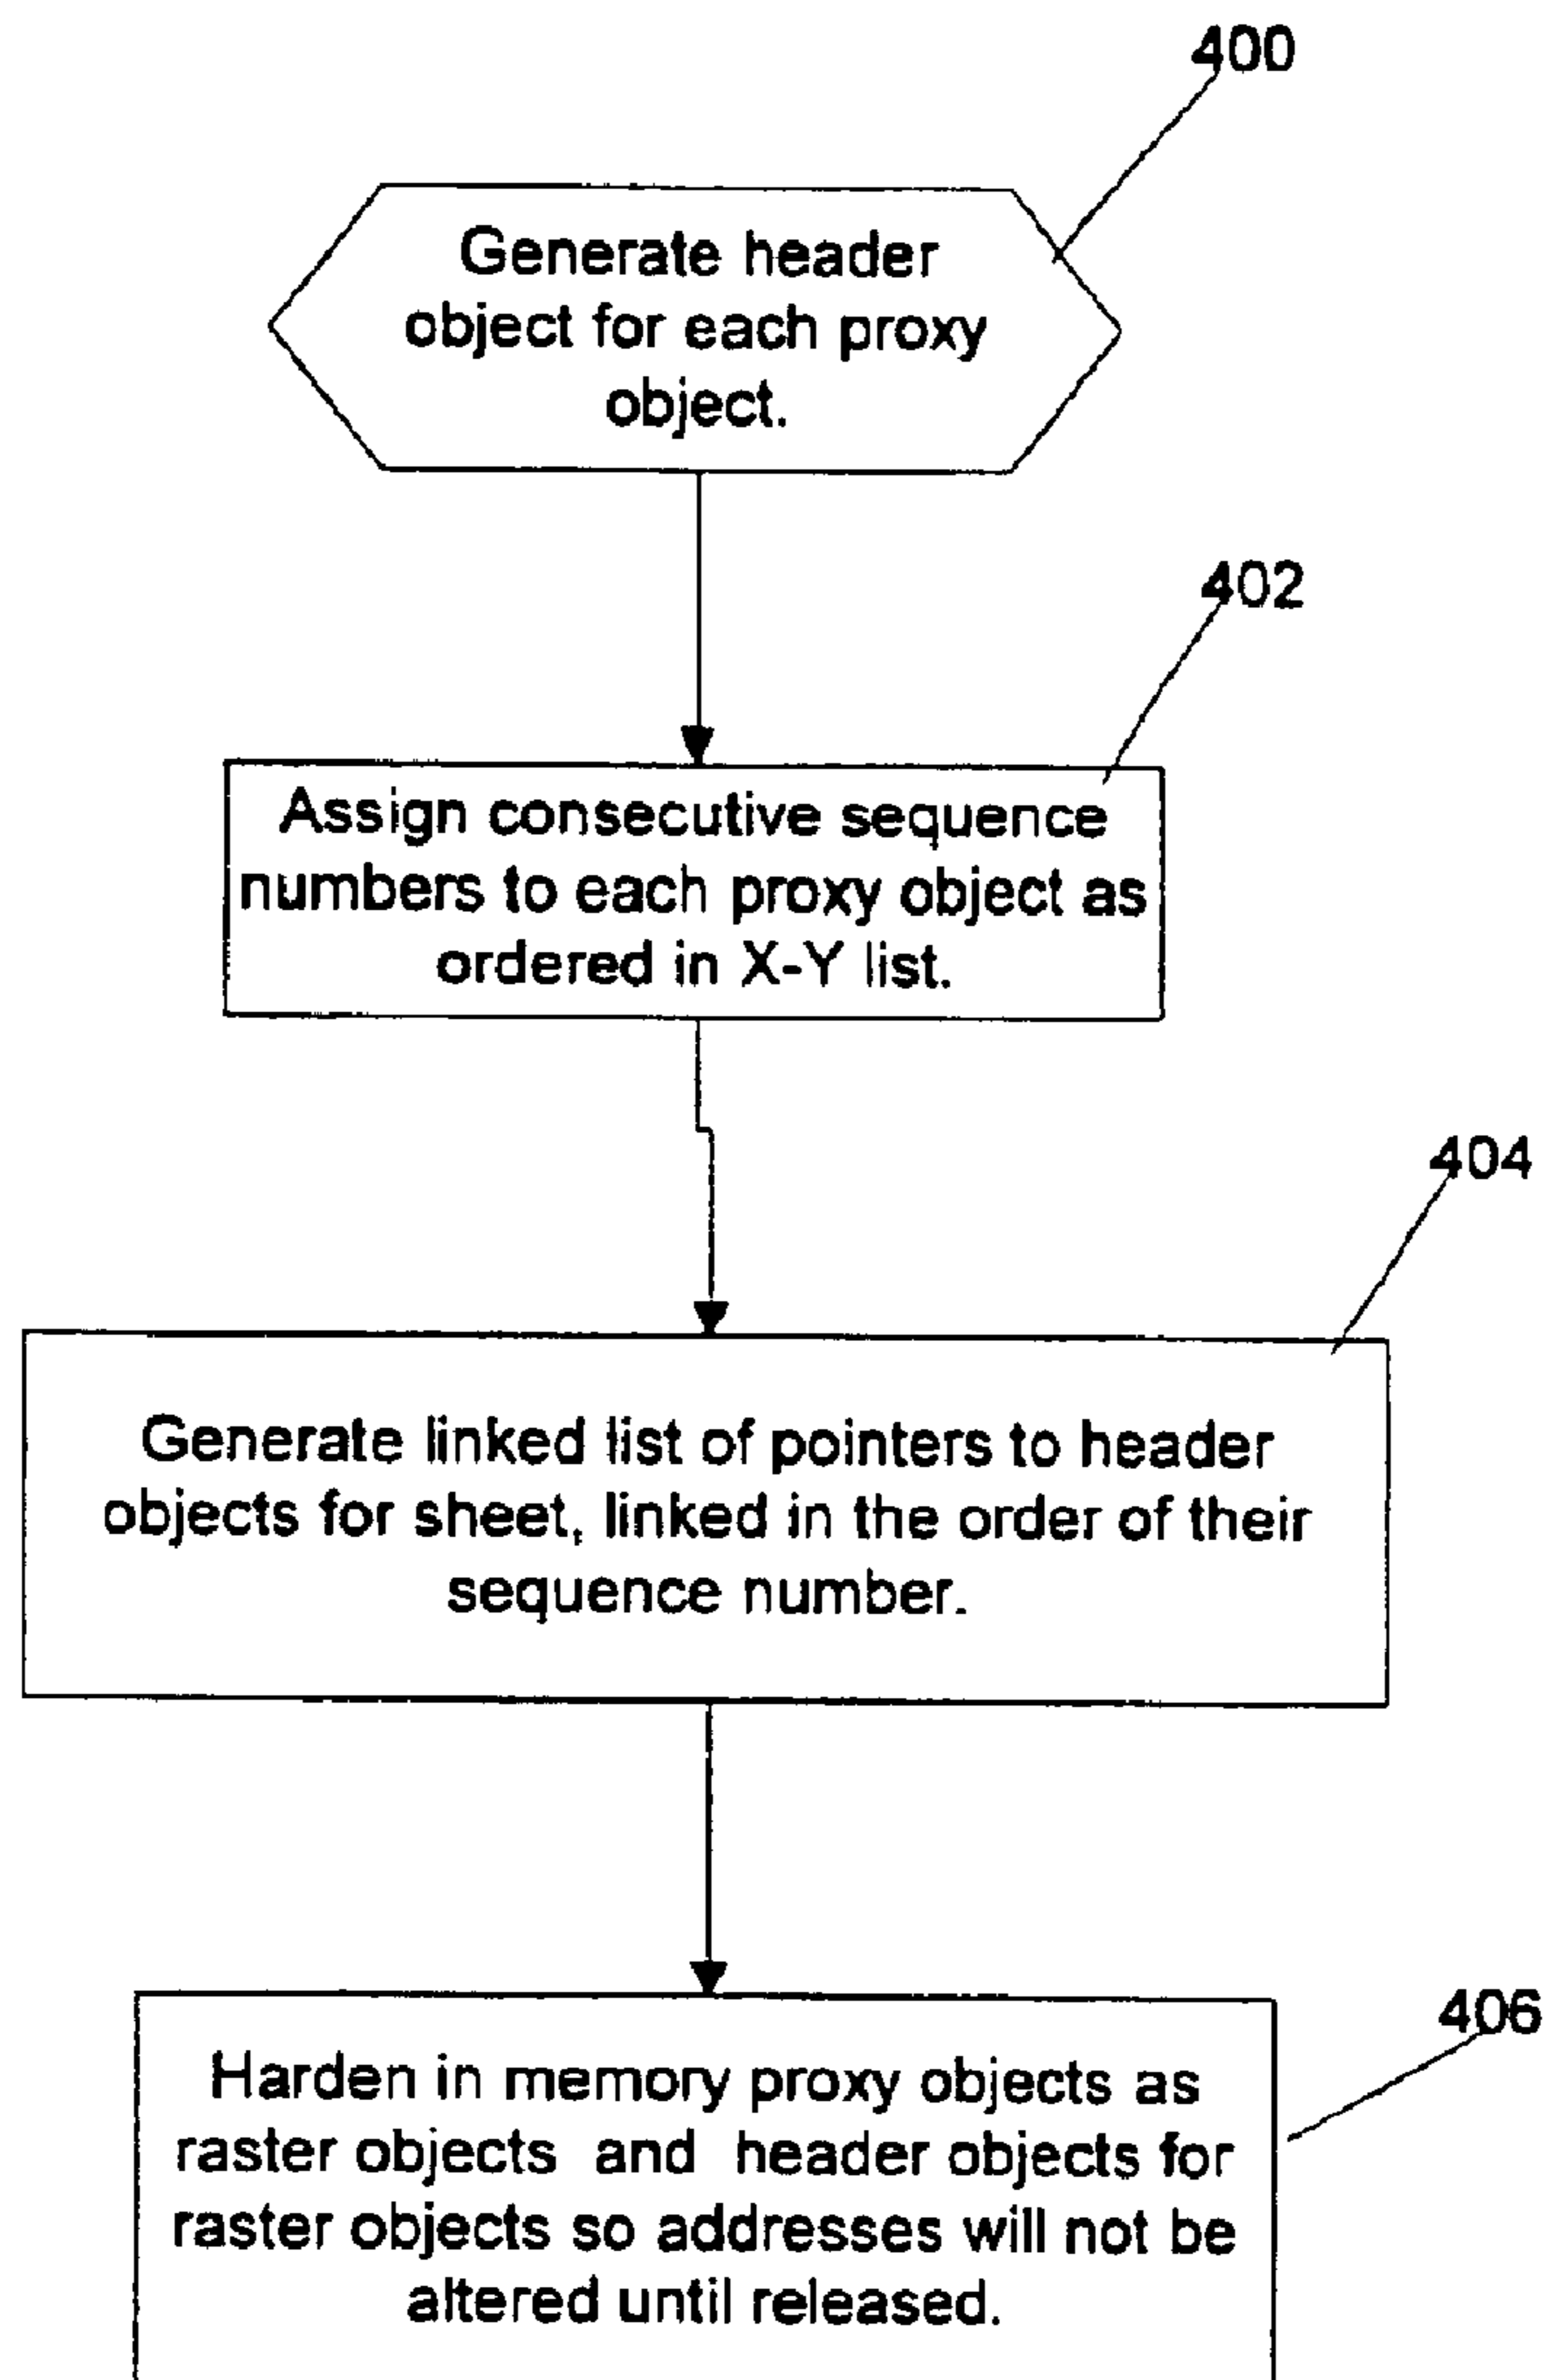 400
Generate header
object for each proxy
object.
402
Assign consecutive sequence
numbers to each proxy object as
ordered in X-Y list.
404
Generate linked list of pointers to header
objects for sheet, linked in the order of their
sequence number.
406
Harden in memory proxy objects as
raster objects and header objects for
raster objects so addresses will not be
altered until released.